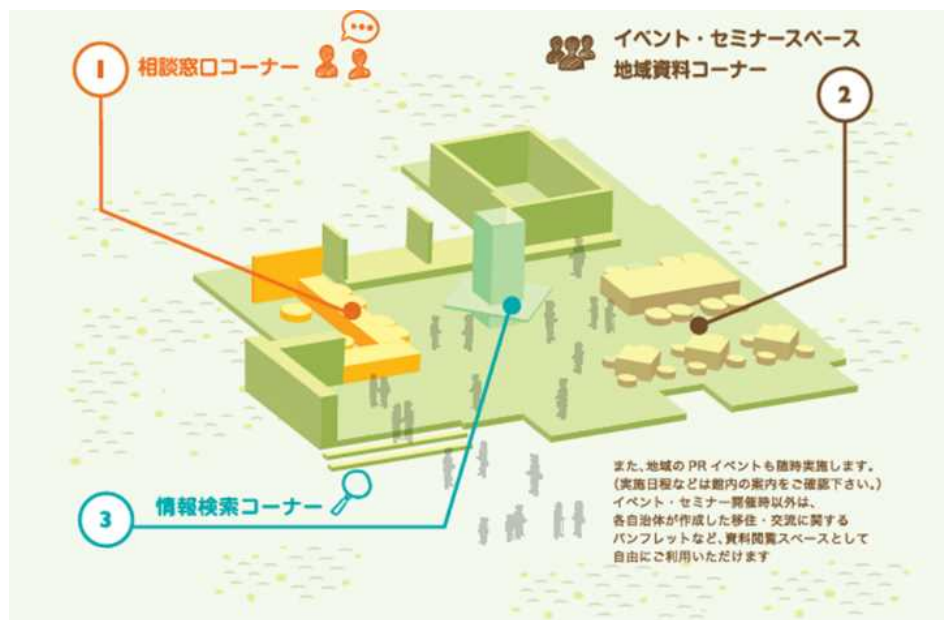 1
相談窓口コーナー
イベント・セミナースペース
地域資料コーナー
2
また、地域の PR イベントも随時実施します。
(実施日程などは館内の案内をご確認下さい。)
イベント・セミナー開催時以外は、
各自治体が作成した移住・交流に関する
パンフレットなど、資料閲覧スペースとして
自由にご利用いただけます
3
情報検索コーナー